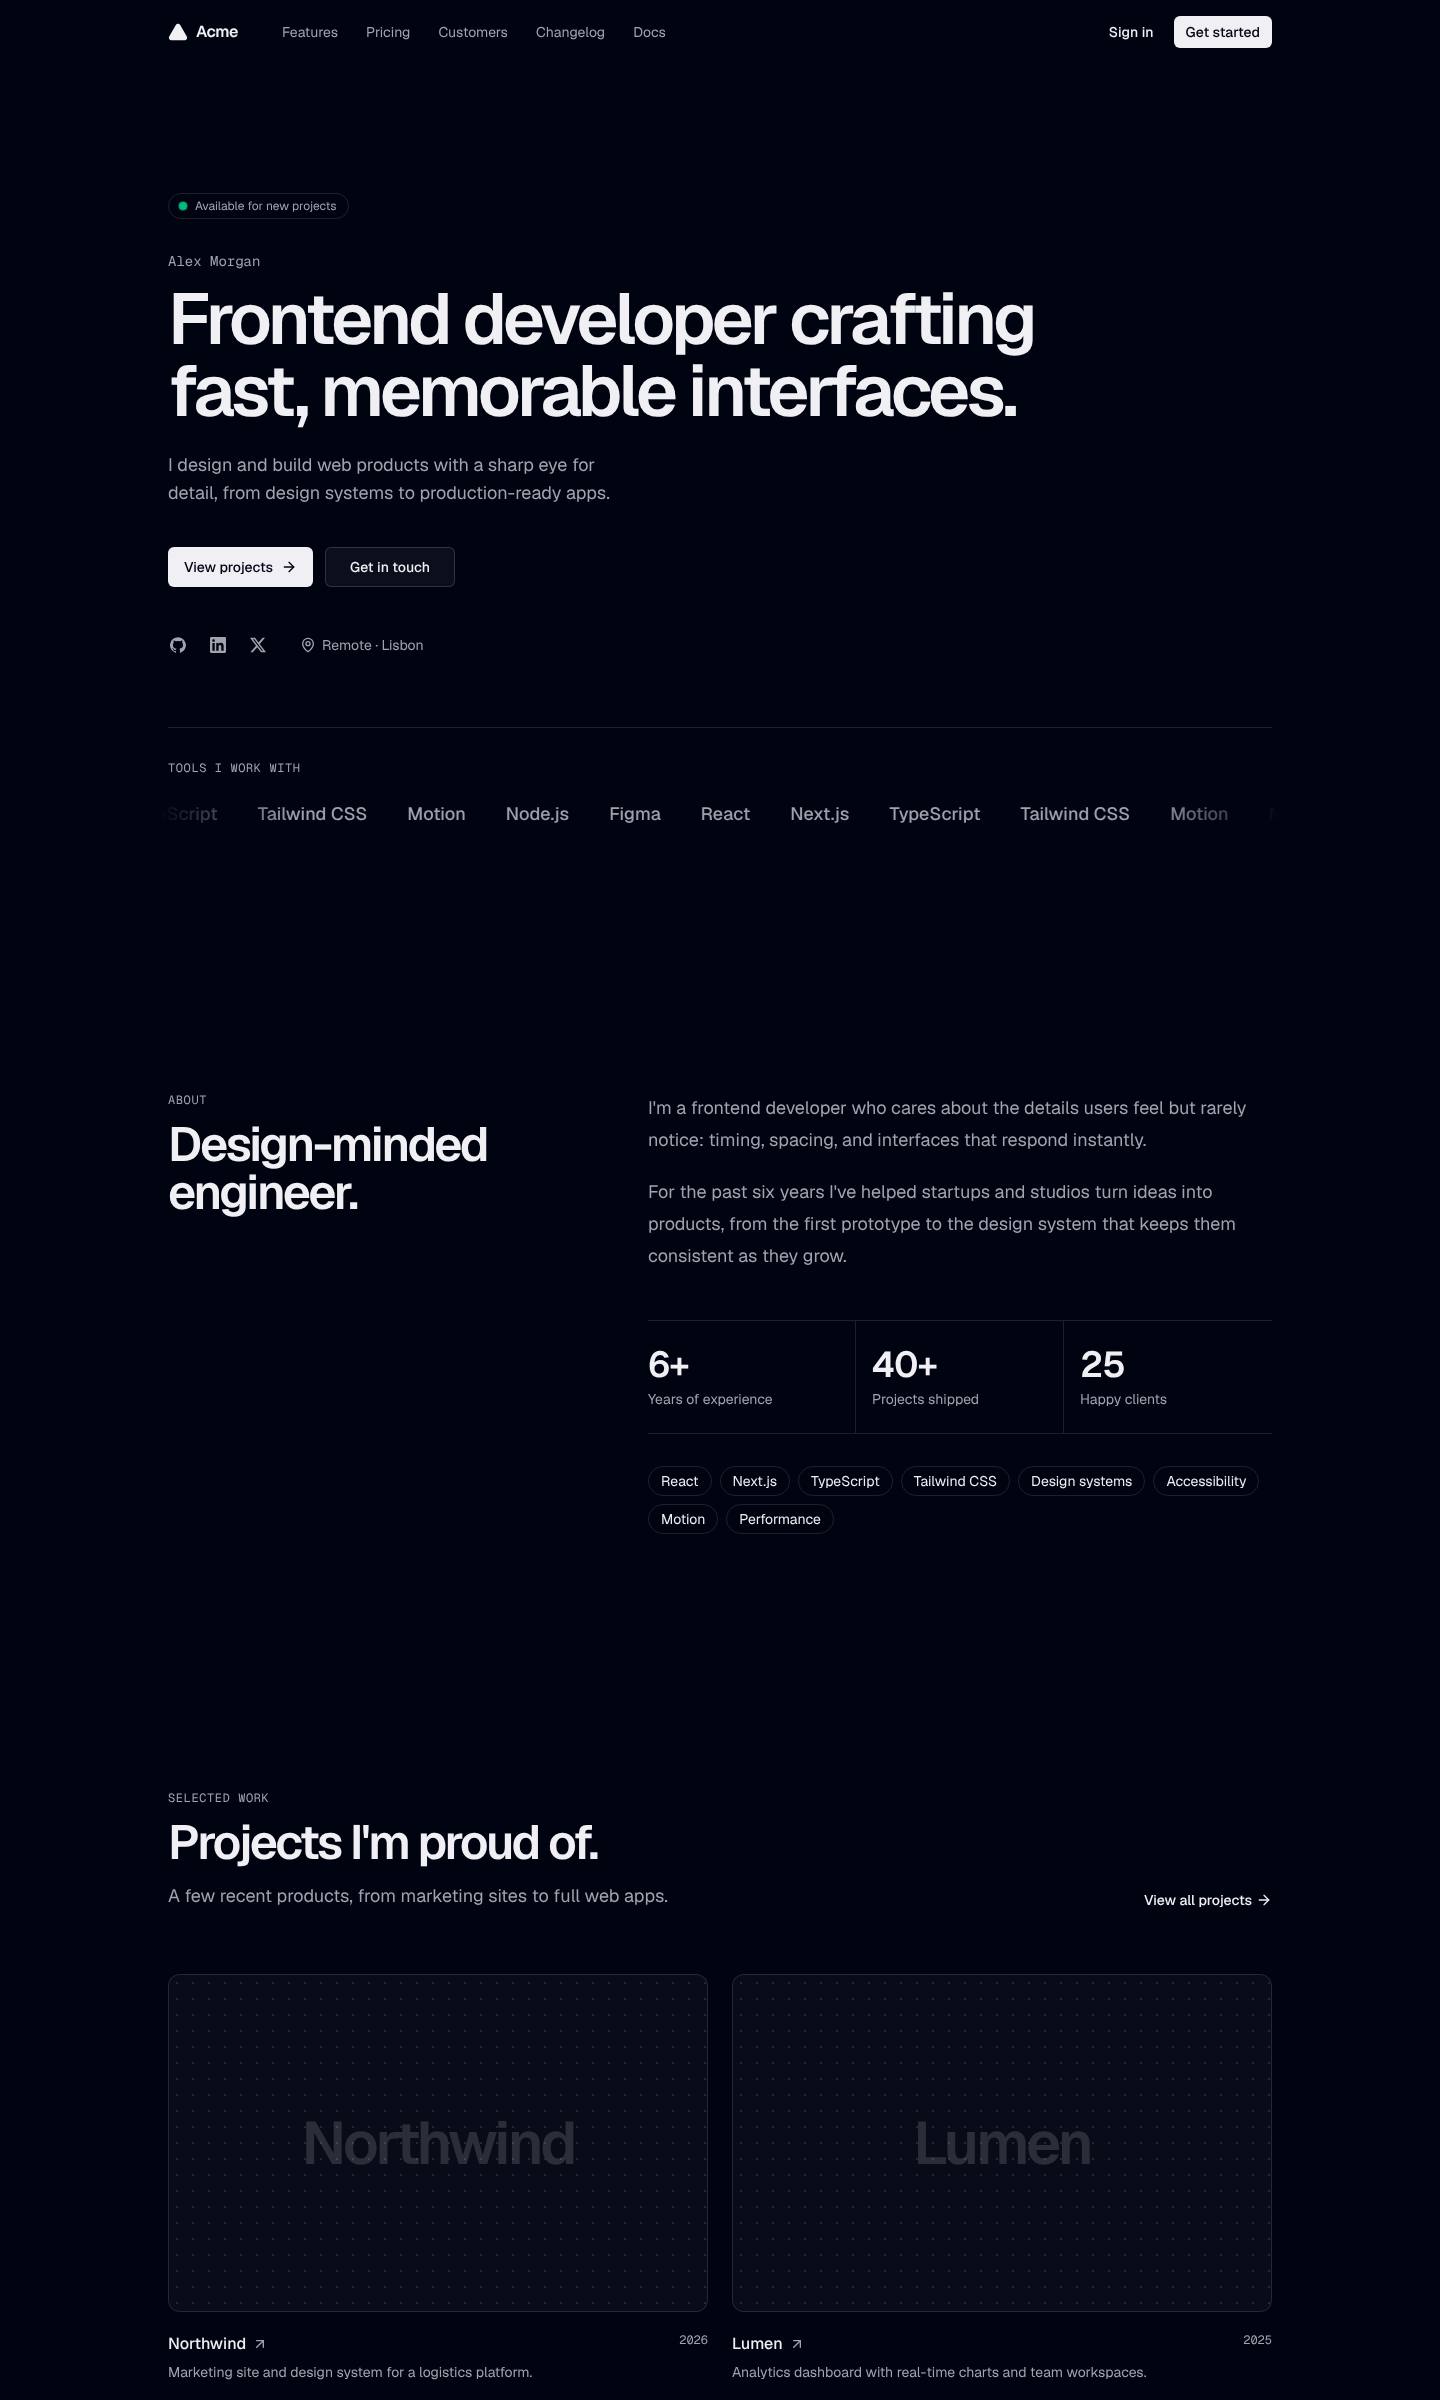 Acme Features Pricing Customers Changelog Docs Sign in Get started
Available for new projects
Alex Morgan
Frontend developer crafting
fast, memorable interfaces.
I design and build web products with a sharp eye for
detail, from design systems to production-ready apps.
View projects → Get in touch
Remote · Lisbon
TOOLS I WORK WITH
Script Tailwind CSS Motion Node.js Figma React Next.js TypeScript Tailwind CSS Motion
ABOUT
Design-minded
engineer.
I'm a frontend developer who cares about the details users feel but rarely
notice: timing, spacing, and interfaces that respond instantly.
For the past six years I've helped startups and studios turn ideas into
products, from the first prototype to the design system that keeps them
consistent as they grow.
6+ 40+ 25
Years of experience Projects shipped Happy clients
React Next.js TypeScript Tailwind CSS Design systems Accessibility
Motion Performance
SELECTED WORK
Projects I'm proud of.
A few recent products, from marketing sites to full web apps.
View all projects →
Northwind Lumen
Northwind ↗ 2026 Lumen ↗ 2025
Marketing site and design system for a logistics platform. Analytics dashboard with real-time charts and team workspaces.